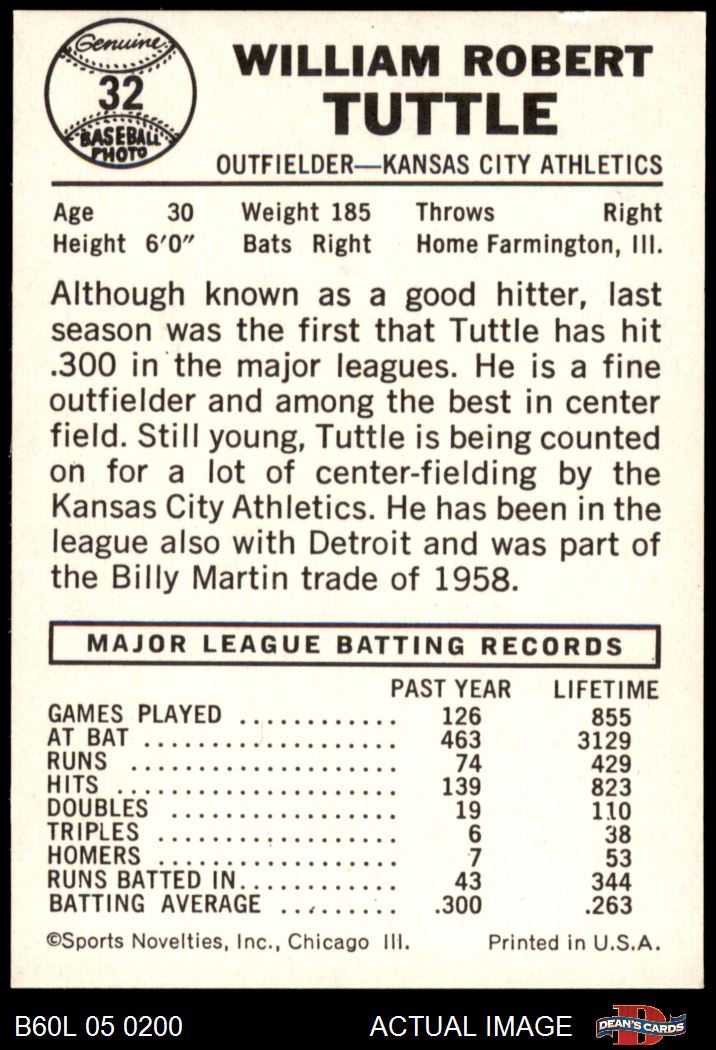 Genuine
32
BASEBALL
PHOTO
WILLIAM ROBERT
TUTTLE
OUTFIELDER—KANSAS CITY ATHLETICS
Age 30 Weight 185 Throws Right
Height 6'0" Bats Right Home Farmington, Ill.
Although known as a good hitter, last
season was the first that Tuttle has hit
.300 in the major leagues. He is a fine
outfielder and among the best in center
field. Still young, Tuttle is being counted
on for a lot of center-fielding by the
Kansas City Athletics. He has been in the
league also with Detroit and was part of
the Billy Martin trade of 1958.
MAJOR LEAGUE BATTING RECORDS
PAST YEAR LIFETIME
GAMES PLAYED ............ 126 855
AT BAT .................... 463 3129
RUNS ..................... 74 429
HITS ...................... 139 823
DOUBLES .................. 19 110
TRIPLES ................... 6 38
HOMERS ................... 7 53
RUNS BATTED IN............ 43 344
BATTING AVERAGE ......... .300 .263
©Sports Novelties, Inc., Chicago Ill. Printed in U.S.A.
B60L 05 0200 ACTUAL IMAGE D DEAN'S CARDS